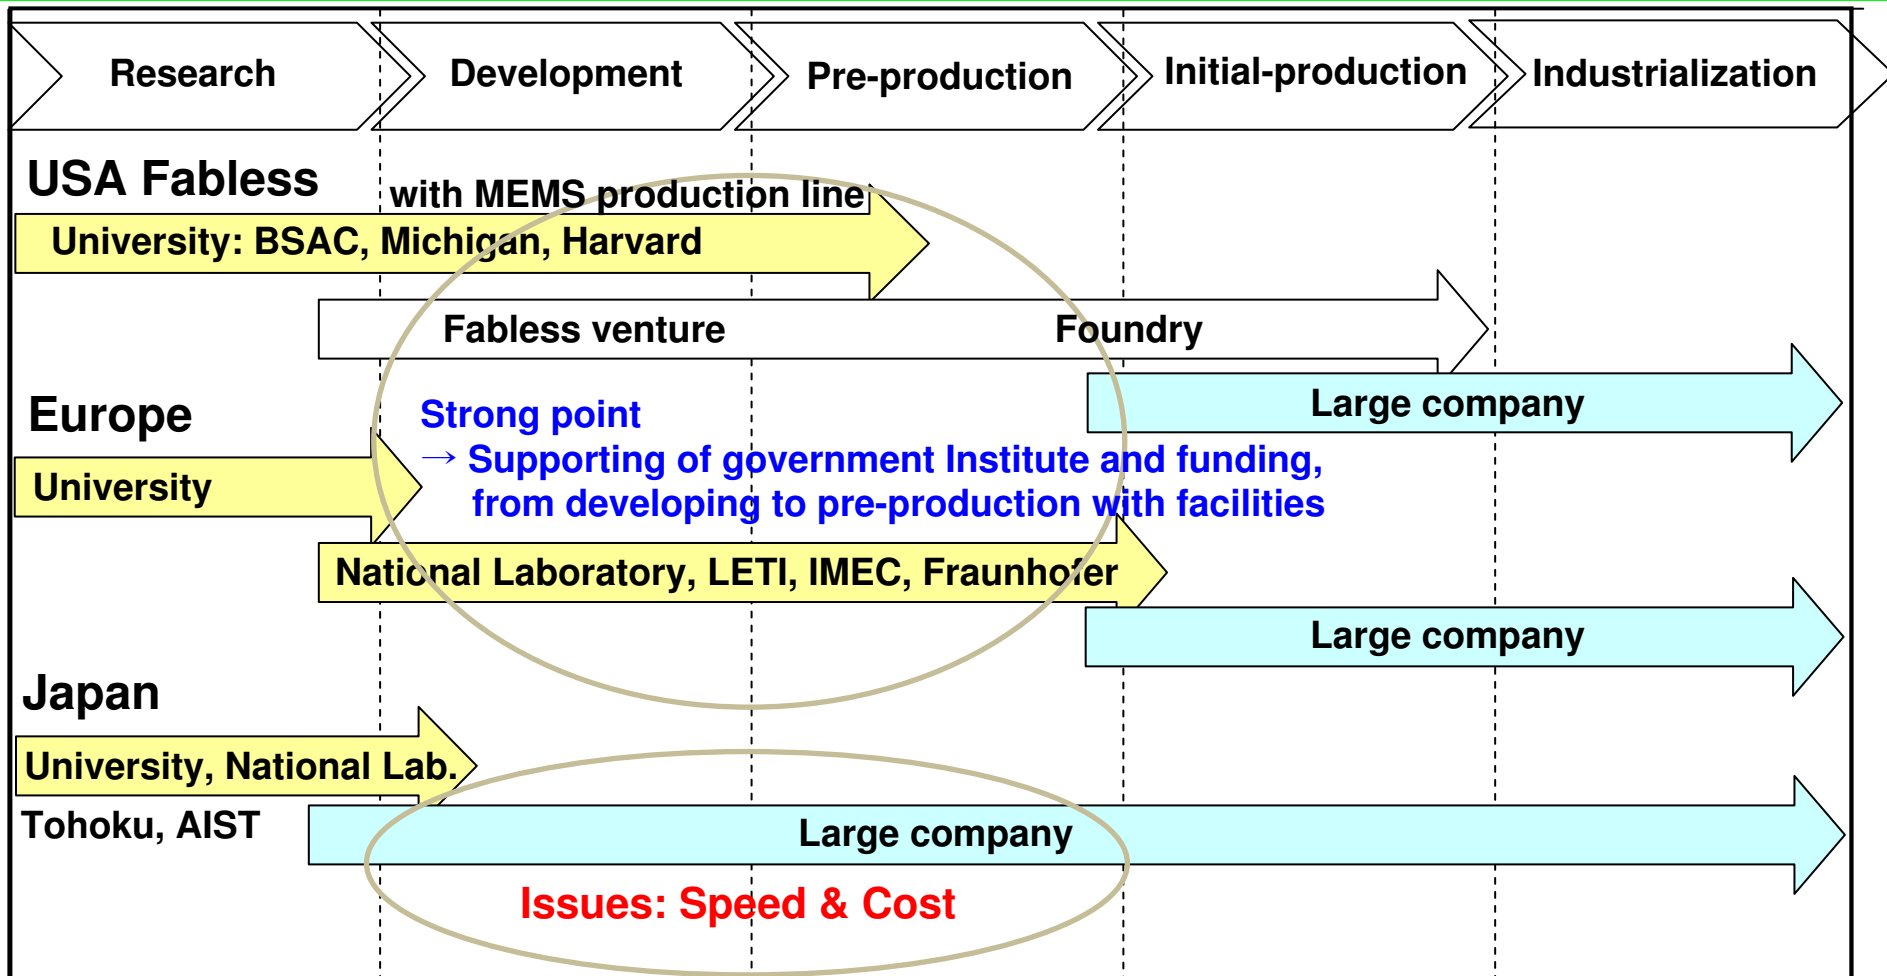 Research
Development
Pre-production
Initial-production
Industrialization
USA Fabless
with MEMS production line
University: BSAC, Michigan, Harvard
Fabless venture
Foundry
Large company
Europe
Strong point
→ Supporting of government Institute and funding,
from developing to pre-production with facilities
University
National Laboratory, LETI, IMEC, Fraunhofer
Large company
Japan
University, National Lab.
Tohoku, AIST
Large company
Issues: Speed & Cost